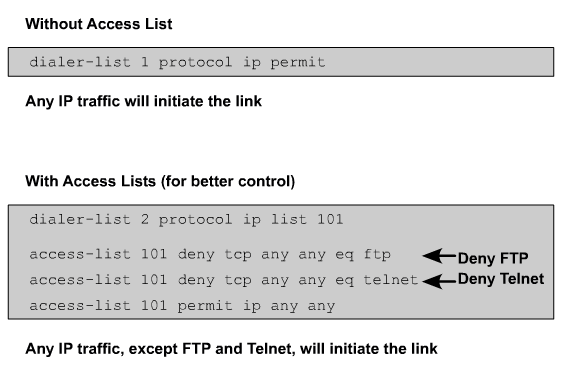 Without Access List
dialer-list 1 protocol ip permit
Any IP traffic will initiate the link
With Access Lists (for better control)
dialer-list 2 protocol ip list 101
access-list 101 deny tcp any any eq ftp Deny FTP
access-list 101 deny tcp any any eq telnet Deny Telnet
access-list 101 permit ip any any
Any IP traffic, except FTP and Telnet, will initiate the link